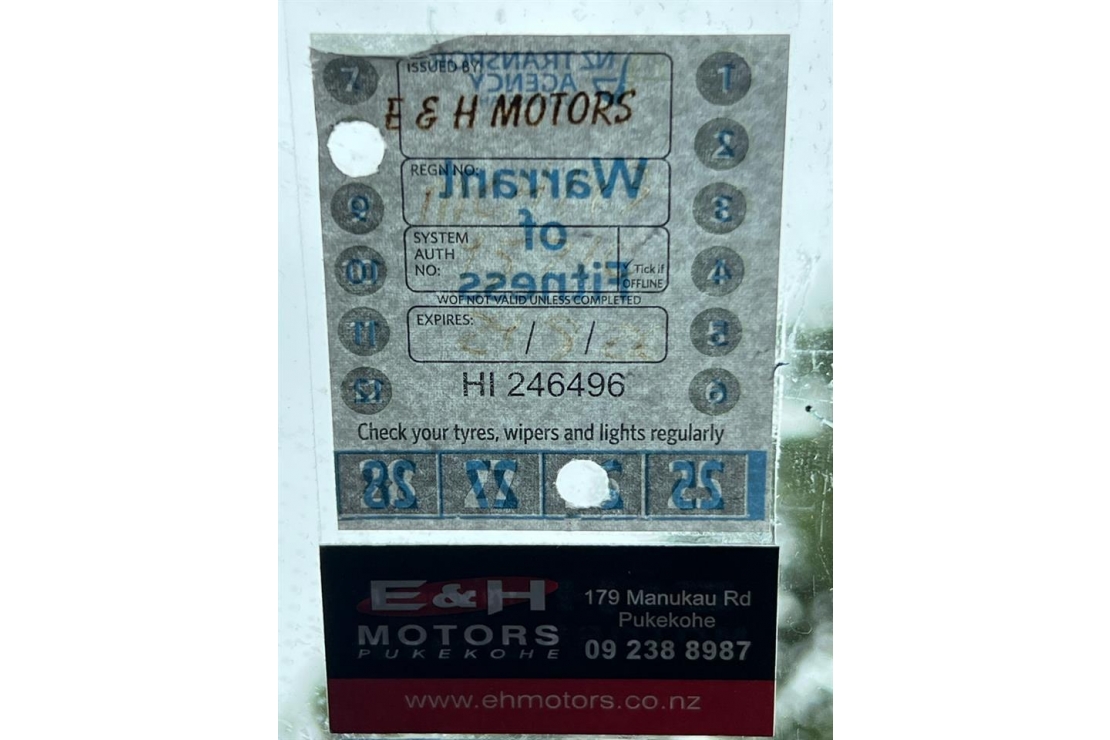 NZ TRANSPORT
AGENCY
ISSUED BY:
E & H MOTORS
REGN NO:
Warrant
of
Fitness
SYSTEM
AUTH
NO:
Tick if
OFFLINE
WOF NOT VALID UNLESS COMPLETED
EXPIRES: / /
7 1
2
9 3
10 4
11 5
12 6
HI 246496
Check your tyres, wipers and lights regularly
28 27 25
E&H
MOTORS
PUKEKOHE
179 Manukau Rd
Pukekohe
09 238 8987
www.ehmotors.co.nz